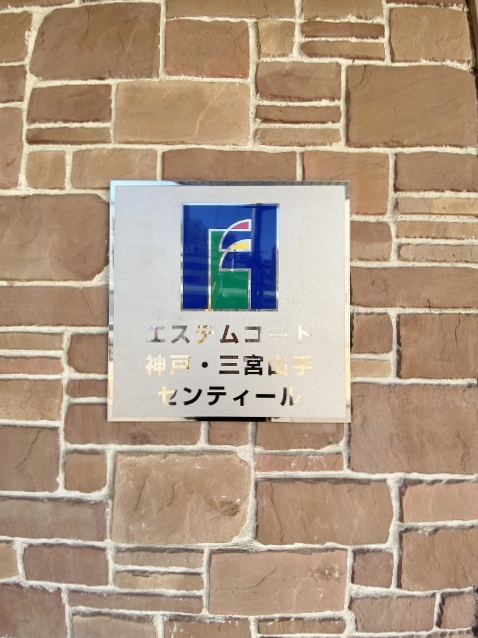 エステムコート
神戸・三宮山手
センティール